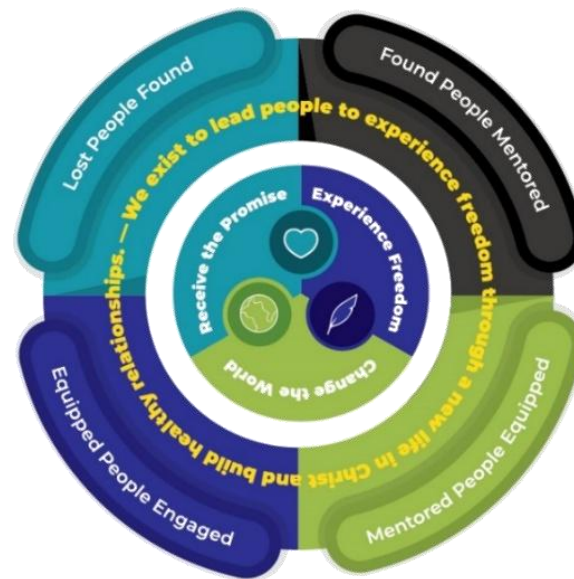 Lost People Found
Found People Mentored
Mentored People Equipped
Equipped People Engaged
— We exist to lead people to experience freedom through a new life in Christ and build healthy relationships.
Receive the Promise
Experience Freedom
Change the World